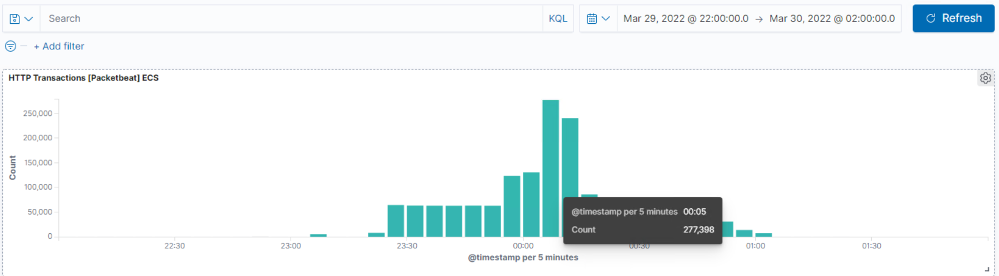 Search KQL Mar 29, 2022 @ 22:00:00.0 → Mar 30, 2022 @ 02:00:00.0 Refresh
+ Add filter
HTTP Transactions [Packetbeat] ECS
Count
250,000
200,000
150,000
100,000
50,000
0
@timestamp per 5 minutes 00:05
Count 277,398
22:30 23:00 23:30 00:00 00:30 01:00 01:30
@timestamp per 5 minutes